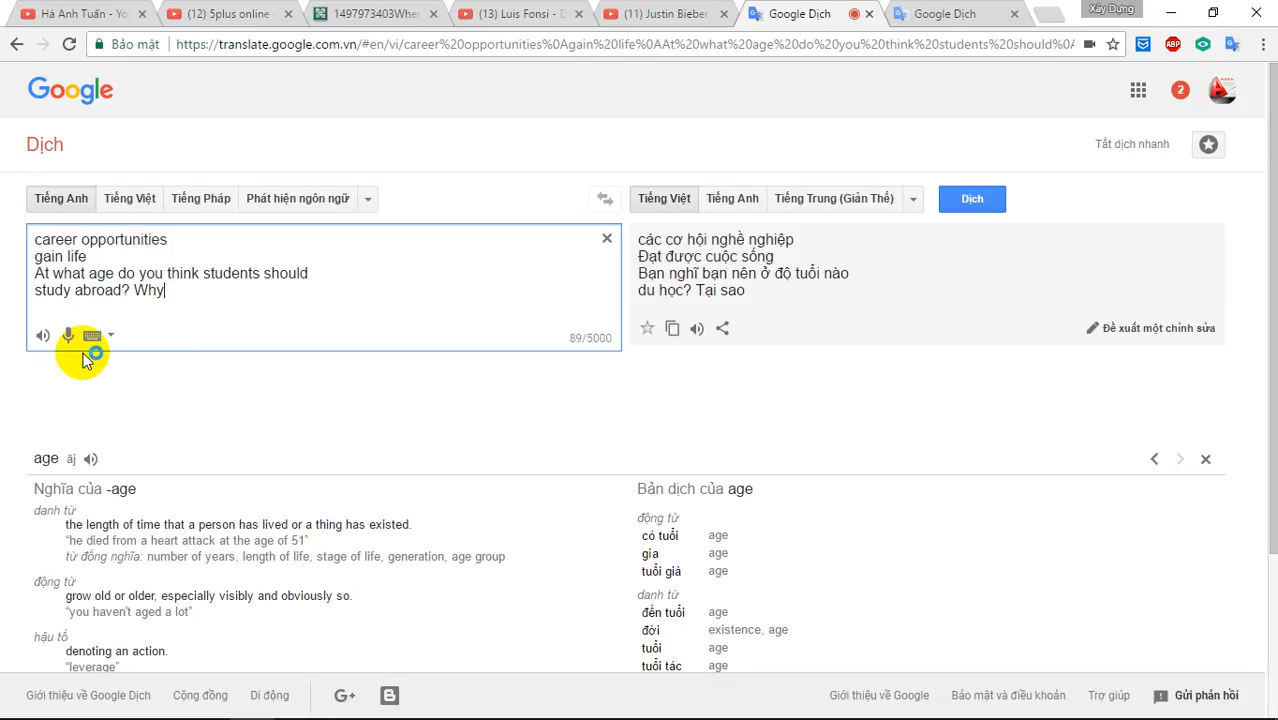 Hà Anh Tuấn - Yo
(12) 5plus online -
1497973403Wher
(13) Luis Fonsi - D
(11) Justin Bieber
Google Dịch
Google Dịch
Xây Dựng
Bảo mật
https://translate.google.com.vn/#en/vi/career%20opportunities%0Again%20life%0AAt%20what%20age%20do%20you%20think%20students%20should%0A
ABP
Google
2
Dịch
Tắt dịch nhanh
Tiếng Anh
Tiếng Việt
Tiếng Pháp
Phát hiện ngôn ngữ
Tiếng Việt
Tiếng Anh
Tiếng Trung (Giản Thể)
Dịch
career opportunities
gain life
At what age do you think students should
study abroad? Why
89/5000
các cơ hội nghề nghiệp
Đạt được cuộc sống
Bạn nghĩ bạn nên ở độ tuổi nào
du học? Tại sao
Đề xuất một chỉnh sửa
age āj
Nghĩa của -age
danh từ
the length of time that a person has lived or a thing has existed.
“he died from a heart attack at the age of 51”
từ đồng nghĩa: number of years, length of life, stage of life, generation, age group
động từ
grow old or older, especially visibly and obviously so.
“you haven't aged a lot”
hậu tố
denoting an action.
“leverage”
Bản dịch của age
động từ
có tuổi age
gia age
tuổi già age
danh từ
đến tuổi age
đời existence, age
tuổi age
tuổi tác age
Giới thiệu về Google Dịch
Cộng đồng
Di động
G+
Giới thiệu về Google
Bảo mật và điều khoản
Trợ giúp
Gửi phản hồi